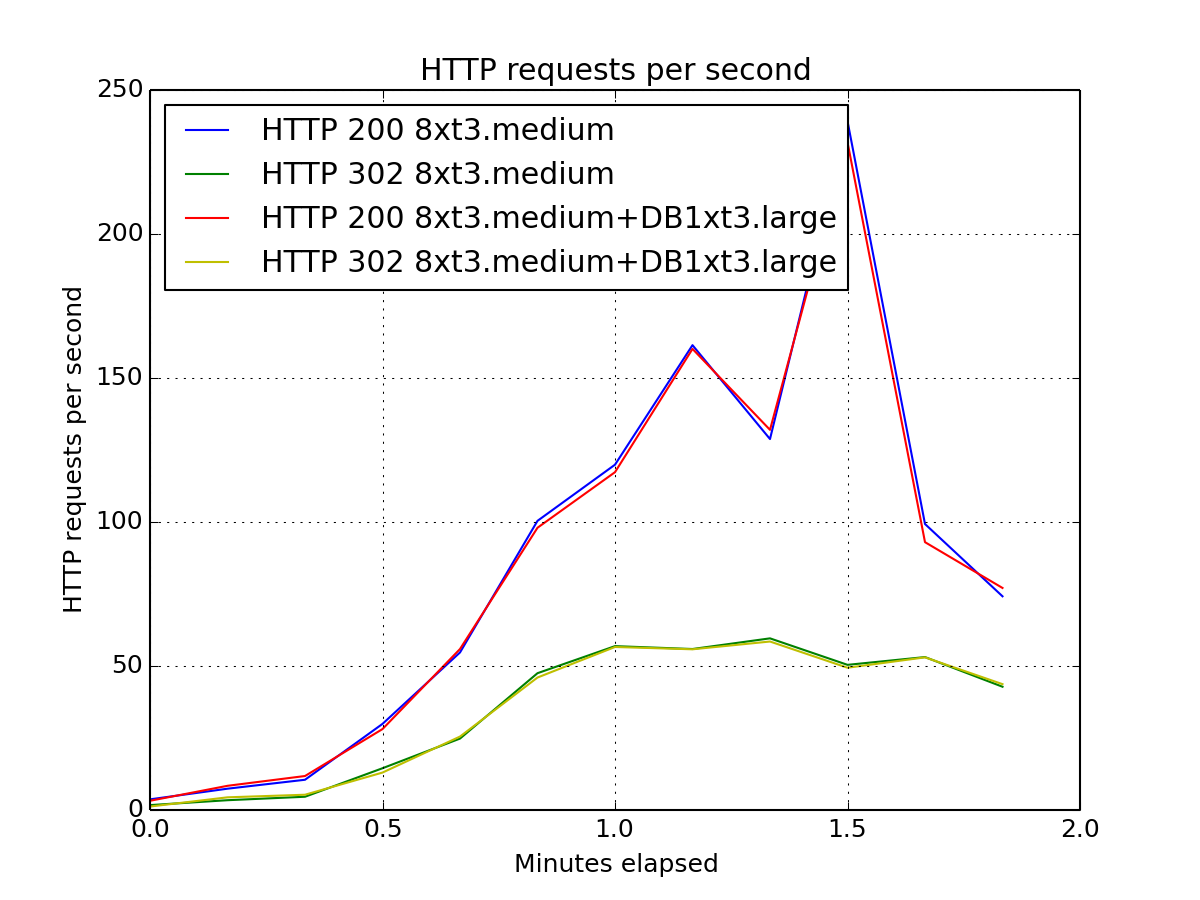 HTTP requests per second
250
200
150
100
50
0
HTTP requests per second
HTTP 200 8xt3.medium
HTTP 302 8xt3.medium
HTTP 200 8xt3.medium+DB1xt3.large
HTTP 302 8xt3.medium+DB1xt3.large
0.0 0.5 1.0 1.5 2.0
Minutes elapsed